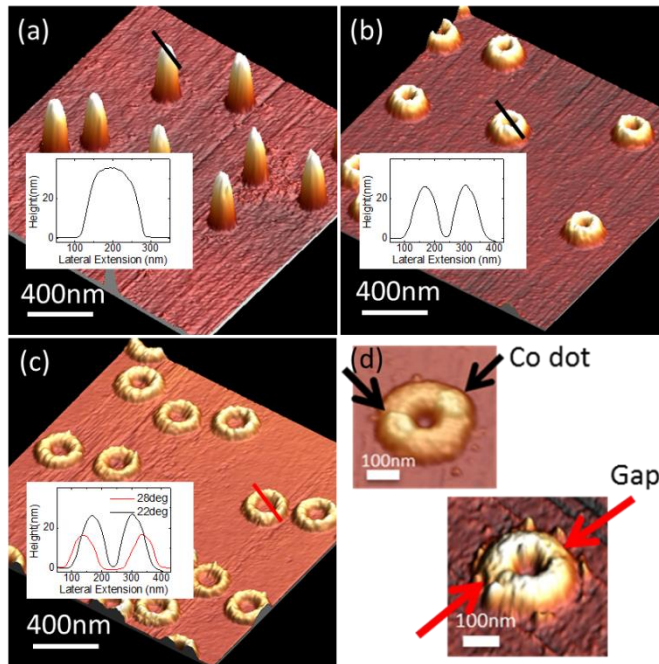 (a)
Height(nm)
20
0
100 200 300
Lateral Extension (nm)
400nm
(b)
Height(nm)
20
0
100 200 300 400
Lateral Extension (nm)
400nm
(c)
28deg
22deg
Height(nm)
20
0
100 200 300 400
Lateral Extension (nm)
400nm
(d)
Co dot
100nm
Gap
100nm